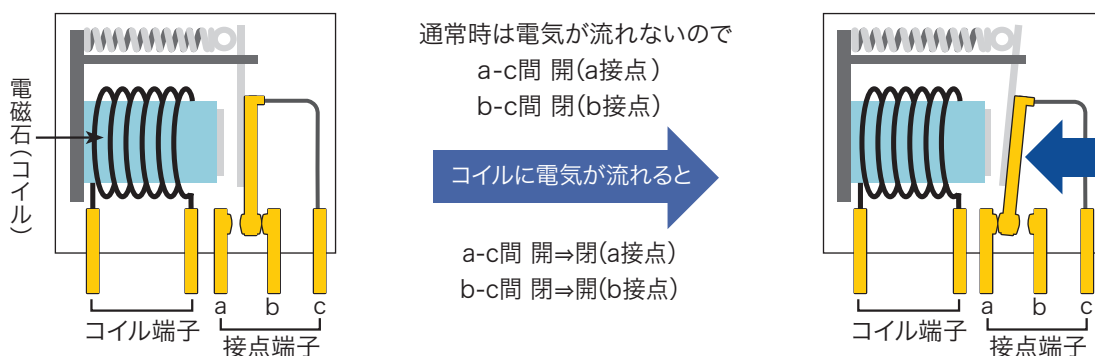 電磁石(コイル)
a
b
c
コイル端子
接点端子
通常時は電気が流れないので
a-c間 開(a接点)
b-c間 閉(b接点)
コイルに電気が流れると
a-c間 開⇒閉(a接点)
b-c間 閉⇒開(b接点)
a
b
c
コイル端子
接点端子